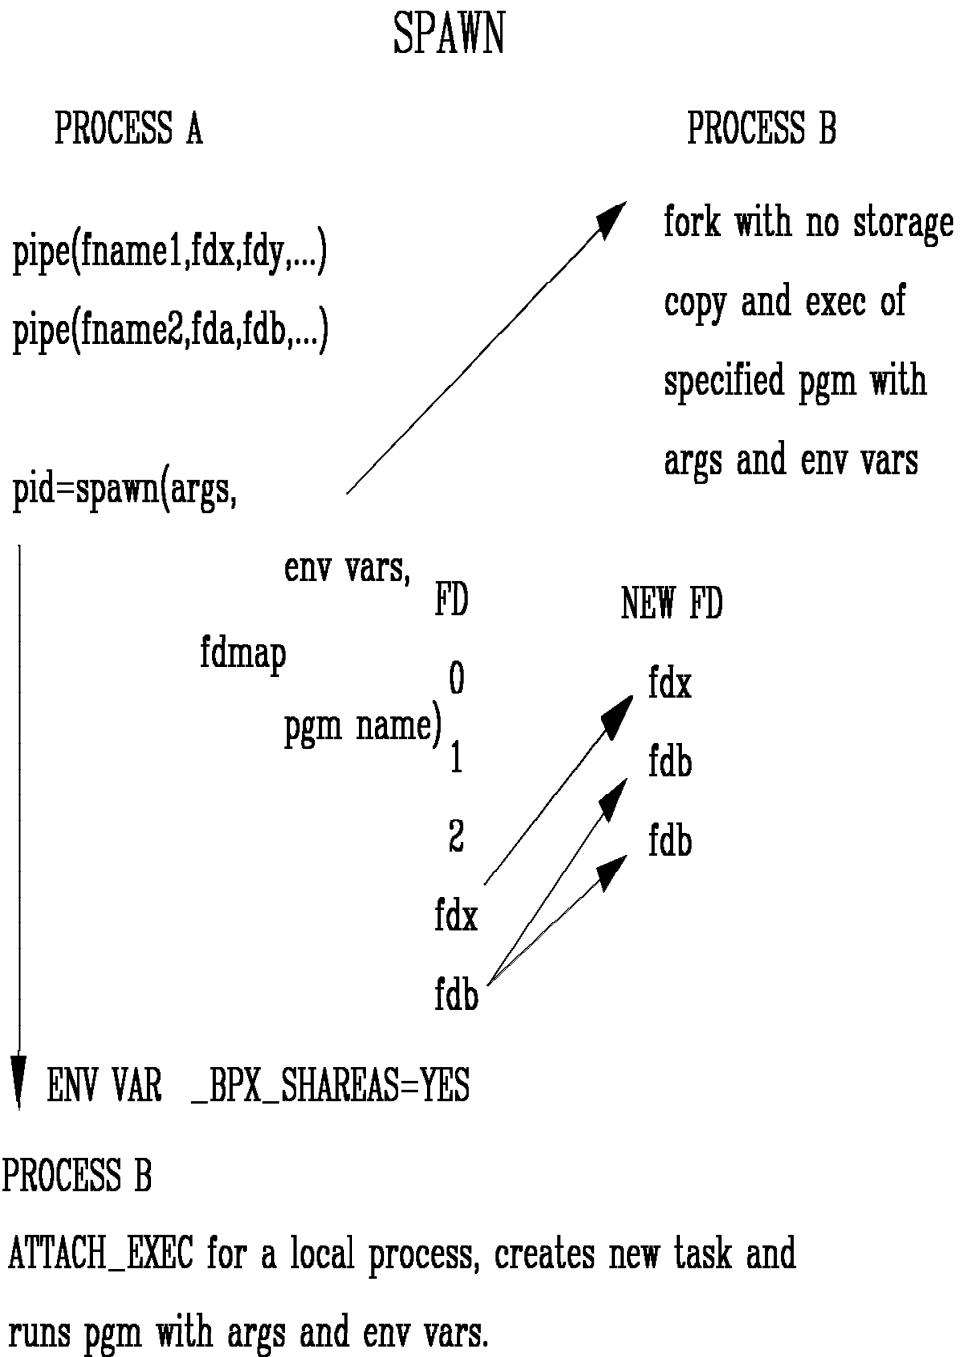 SPAWN
PROCESS A
PROCESS B
pipe(fname1,fdx,fdy,...)
pipe(fname2,fda,fdb,...)
fork with no storage
copy and exec of
specified pgm with
args and env vars
pid=spawn(args,
env vars,
fdmap
pgm name)
FD
0
1
2
fdx
fdb
NEW FD
fdx
fdb
fdb
ENV VAR _BPX_SHAREAS=YES
PROCESS B
ATTACH_EXEC for a local process, creates new task and
runs pgm with args and env vars.